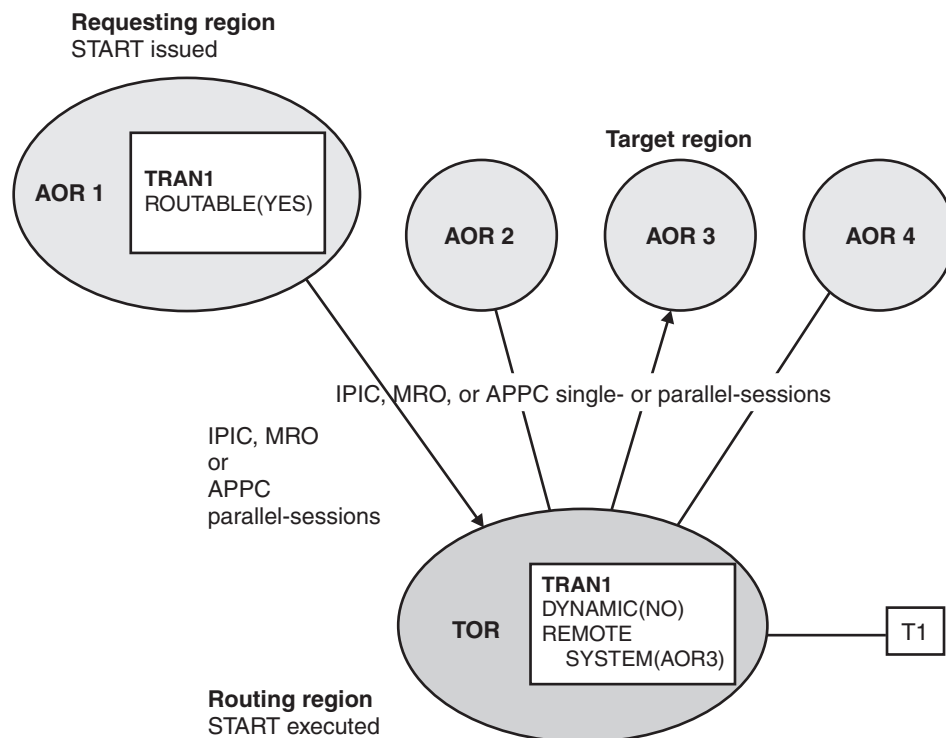 Requesting region
START issued
AOR 1
TRAN1
ROUTABLE(YES)
Target region
AOR 2
AOR 3
AOR 4
IPIC, MRO, or APPC single- or parallel-sessions
IPIC, MRO
or
APPC
parallel-sessions
TOR
TRAN1
DYNAMIC(NO)
REMOTE
SYSTEM(AOR3)
T1
Routing region
START executed